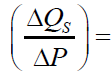 (ΔQ_S / ΔP) =